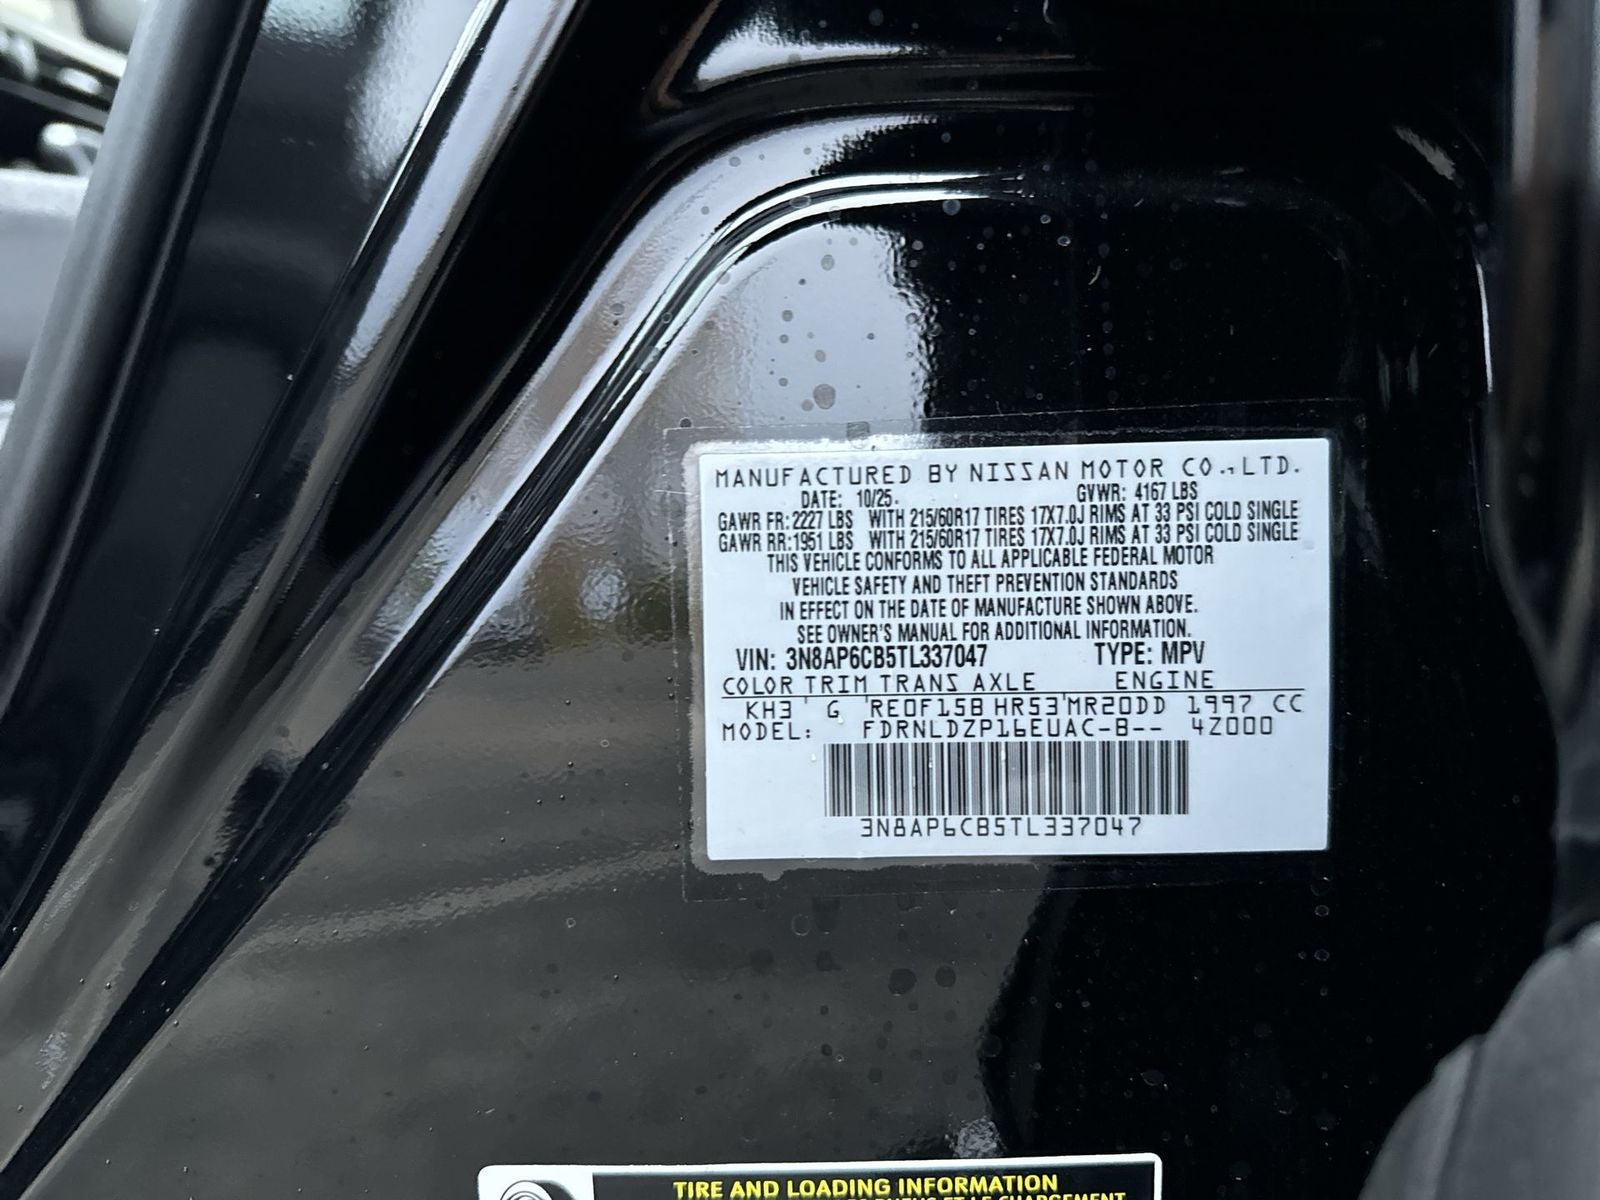 MANUFACTURED BY NISSAN MOTOR CO., LTD.
DATE: 10/25. GVWR: 4167 LBS
GAWR FR: 2227 LBS WITH 215/60R17 TIRES 17X7.0J RIMS AT 33 PSI COLD SINGLE
GAWR RR: 1951 LBS WITH 215/60R17 TIRES 17X7.0J RIMS AT 33 PSI COLD SINGLE
THIS VEHICLE CONFORMS TO ALL APPLICABLE FEDERAL MOTOR
VEHICLE SAFETY AND THEFT PREVENTION STANDARDS
IN EFFECT ON THE DATE OF MANUFACTURE SHOWN ABOVE.
SEE OWNER'S MANUAL FOR ADDITIONAL INFORMATION.
VIN: 3N8AP6CB5TL337047 TYPE: MPV
COLOR TRIM TRANS AXLE ENGINE
KH3' G 'RE0F15B HR53'MR20DD 1997 CC
MODEL: FDRNLDZP16EUAC-B-- 4Z000
3N8AP6CB5TL337047
TIRE AND LOADING INFORMATION
ET LE CHARGEMENT